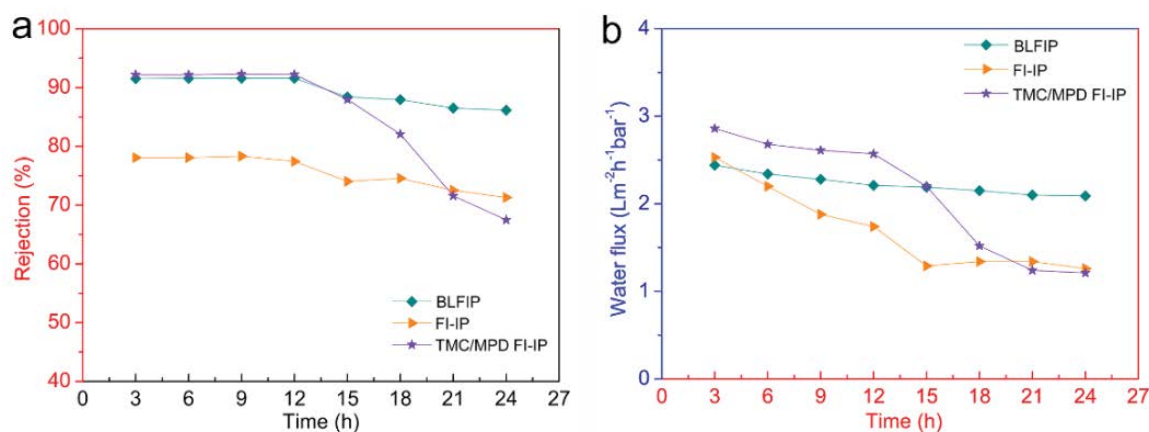 a
100
90
80
70
60
50
40
Rejection (%)
BLFIP
FI-IP
TMC/MPD FI-IP
0 3 6 9 12 15 18 21 24 27
Time (h)
b
4
3
2
1
0
Water flux (Lm⁻²h⁻¹bar⁻¹)
BLFIP
FI-IP
TMC/MPD FI-IP
0 3 6 9 12 15 18 21 24 27
Time (h)